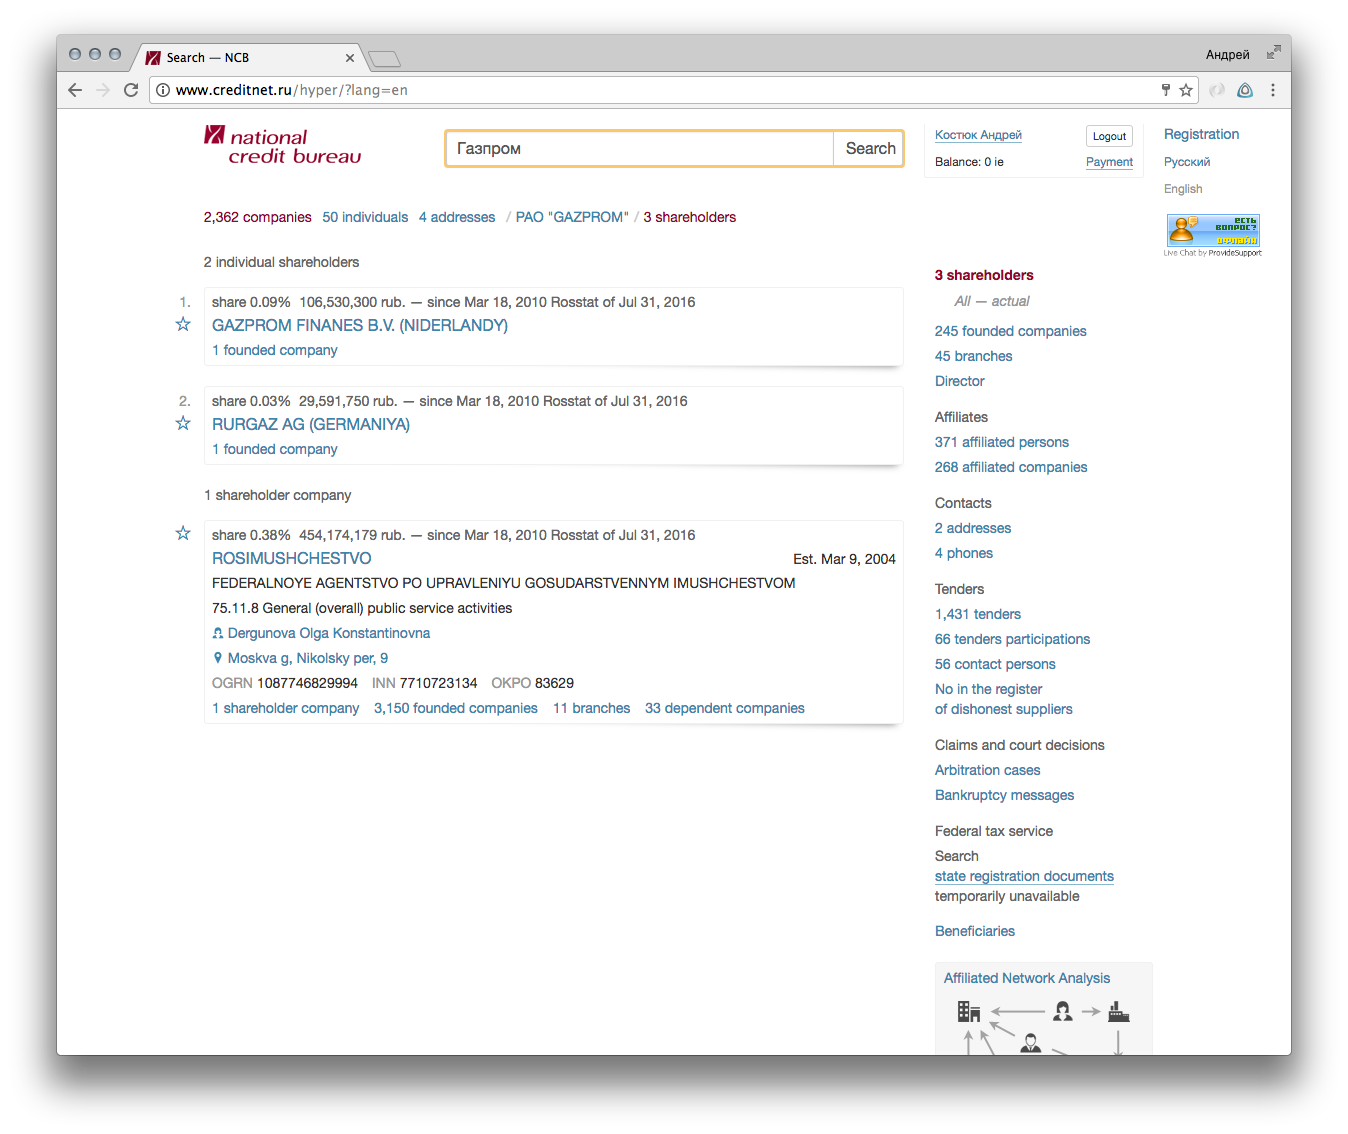 Search — NCB
Андрей
www.creditnet.ru/hyper/?lang=en
national
credit bureau
Газпром
Search
Костюк Андрей
Logout
Balance: 0 ie
Payment
Registration
Русский
English
ЕСТЬ
ВОПРОС?
ОФЛАЙН
Live Chat by ProvideSupport
2,362 companies 50 individuals 4 addresses / PAO "GAZPROM" / 3 shareholders
2 individual shareholders
1. share 0.09% 106,530,300 rub. — since Mar 18, 2010 Rosstat of Jul 31, 2016
GAZPROM FINANES B.V. (NIDERLANDY)
1 founded company
2. share 0.03% 29,591,750 rub. — since Mar 18, 2010 Rosstat of Jul 31, 2016
RURGAZ AG (GERMANIYA)
1 founded company
1 shareholder company
share 0.38% 454,174,179 rub. — since Mar 18, 2010 Rosstat of Jul 31, 2016
ROSIMUSHCHESTVO
Est. Mar 9, 2004
FEDERALNOYE AGENTSTVO PO UPRAVLENIYU GOSUDARSTVENNYM IMUSHCHESTVOM
75.11.8 General (overall) public service activities
Dergunova Olga Konstantinovna
Moskva g, Nikolsky per, 9
OGRN 1087746829994 INN 7710723134 OKPO 83629
1 shareholder company 3,150 founded companies 11 branches 33 dependent companies
3 shareholders
All — actual
245 founded companies
45 branches
Director
Affiliates
371 affiliated persons
268 affiliated companies
Contacts
2 addresses
4 phones
Tenders
1,431 tenders
66 tenders participations
56 contact persons
No in the register
of dishonest suppliers
Claims and court decisions
Arbitration cases
Bankruptcy messages
Federal tax service
Search
state registration documents
temporarily unavailable
Beneficiaries
Affiliated Network Analysis